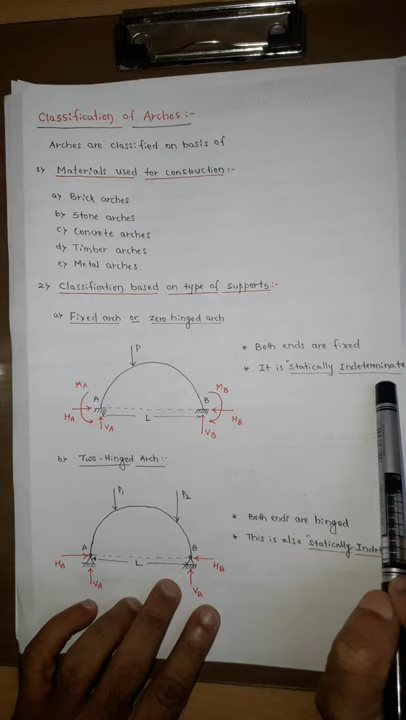 Classification of Arches :-
Arches are classified on basis of
1) Materials used for construction :-
a) Brick arches
b) Stone arches
c) Concrete arches
d) Timber arches
e) Metal arches
2) Classification based on type of supports :-
a) Fixed arch or zero hinged arch
* Both ends are fixed
* It is "statically Indeterminate
P
MA
MB
A
B
HA
HB
L
VA
VB
b) Two-Hinged Arch :-
P1
P2
* Both ends are hinged
* This is also "statically Indet
A
B
HA
HB
L
VA
VB